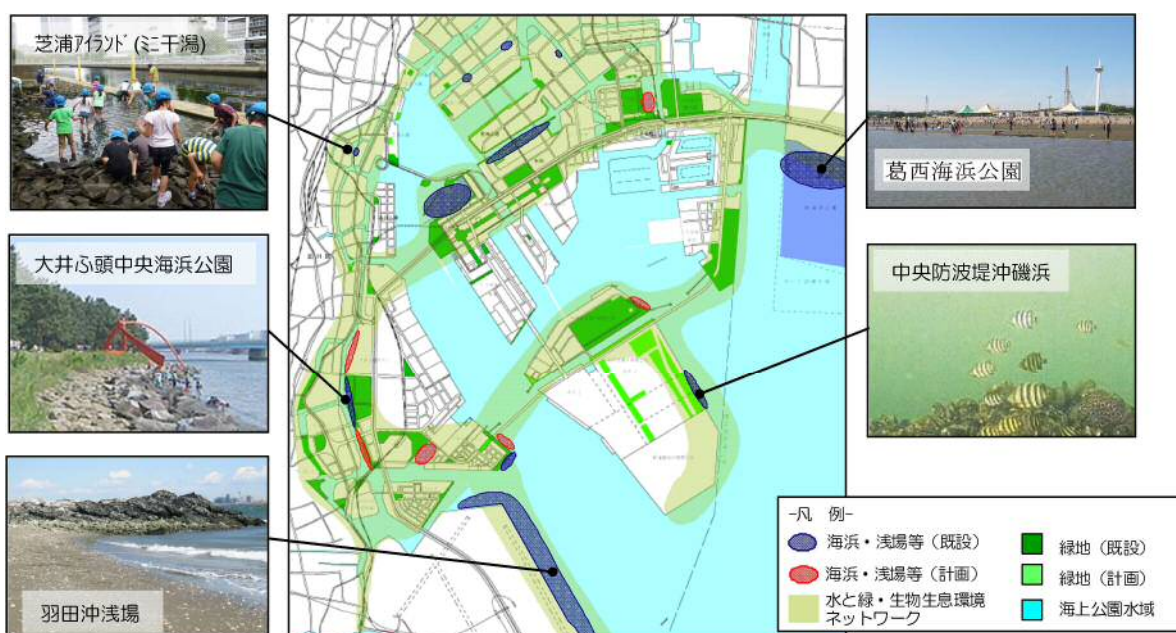 芝浦アイランド(ミニ干潟)
大井ふ頭中央海浜公園
羽田沖浅場
葛西海浜公園
中央防波堤沖磯浜
-凡 例-
海浜・浅場等(既設)
海浜・浅場等(計画)
水と緑・生物生息環境
ネットワーク
緑地(既設)
緑地(計画)
海上公園水域